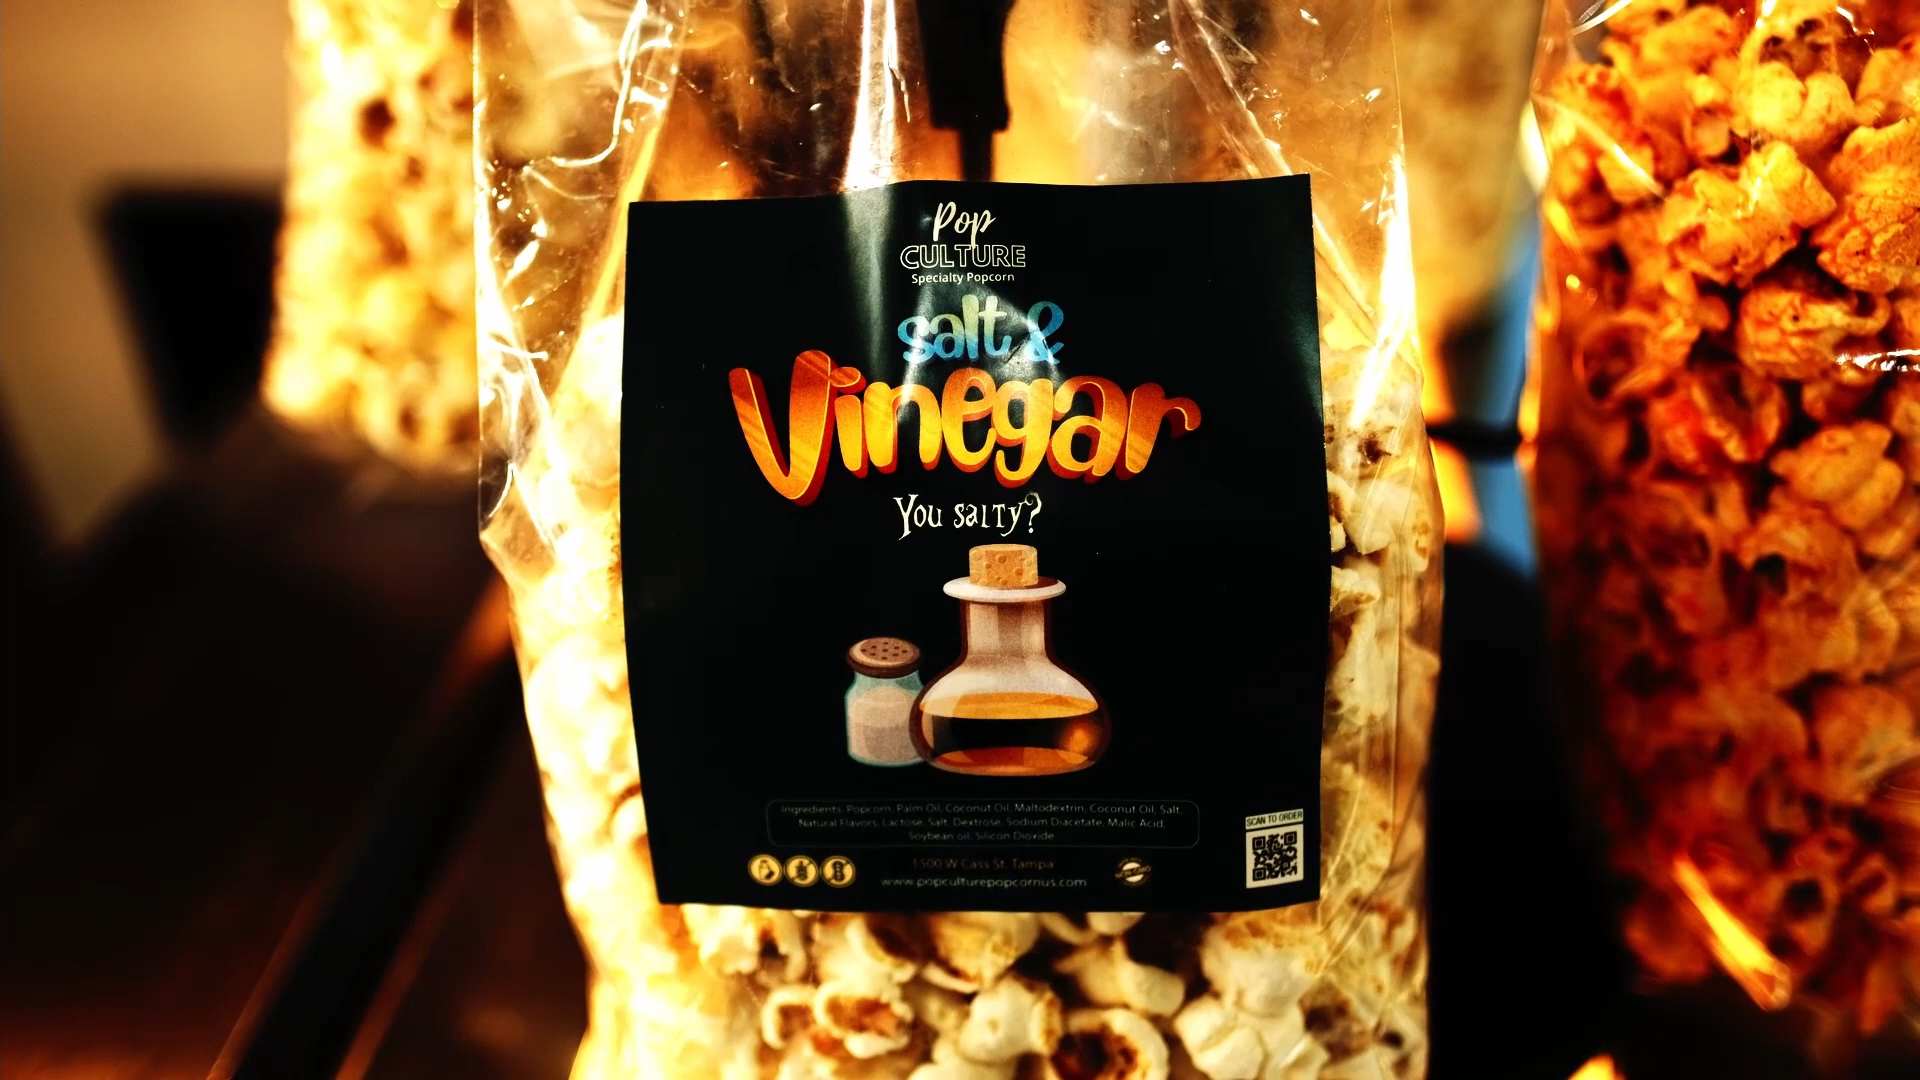 Pop
CULTURE
Specialty Popcorn
salt &
Vinegar
You salty?
Ingredients: Popcorn, Palm Oil, Coconut Oil, Maltodextrin, Coconut Oil, Salt,
Natural Flavors, Lactose, Salt, Dextrose, Sodium Diacetate, Malic Acid,
Soybean oil, Silicon Dioxide
SCAN TO ORDER
1500 W Cass St. Tampa
www.popculturepopcornus.com